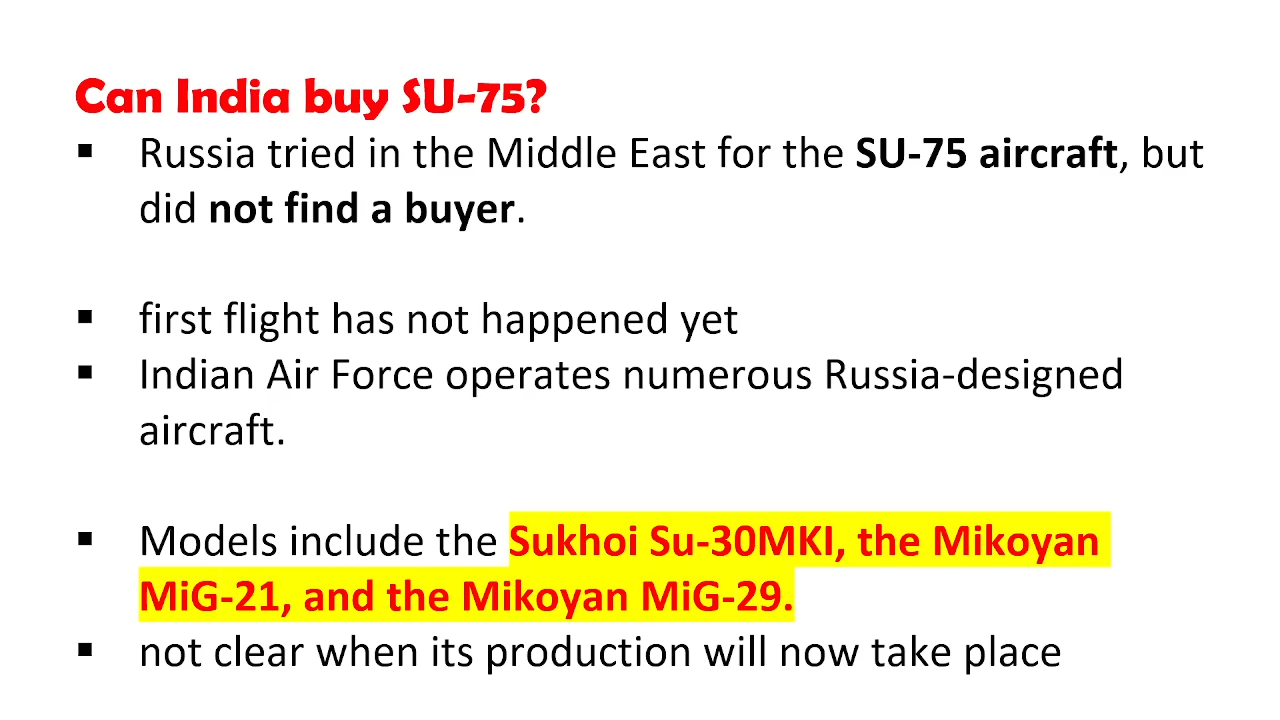 Can India buy SU-75?
▪ Russia tried in the Middle East for the SU-75 aircraft, but
did not find a buyer.
▪ first flight has not happened yet
▪ Indian Air Force operates numerous Russia-designed
aircraft.
▪ Models include the Sukhoi Su-30MKI, the Mikoyan
MiG-21, and the Mikoyan MiG-29.
▪ not clear when its production will now take place